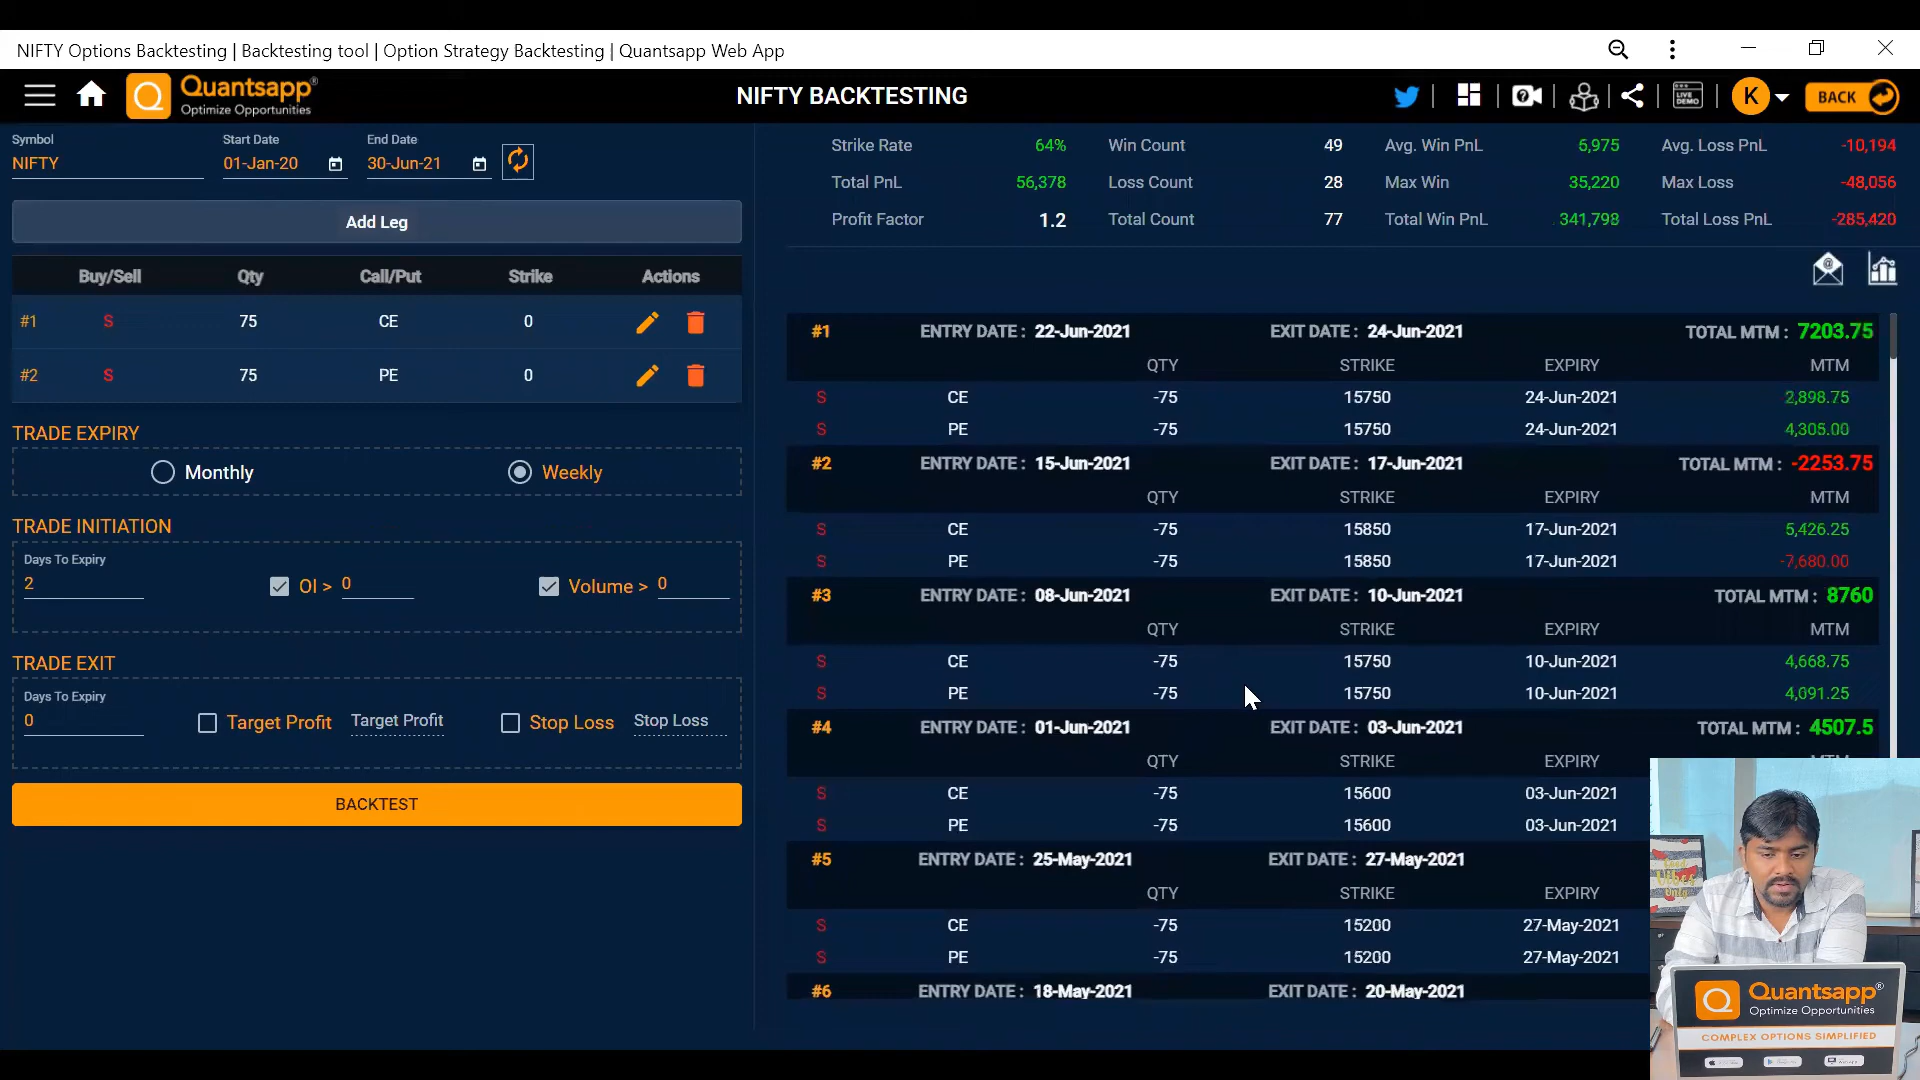 NIFTY Options Backtesting | Backtesting tool | Option Strategy Backtesting | Quantsapp Web App
Quantsapp®
Optimize Opportunities
NIFTY BACKTESTING
LIVE DEMO
K
BACK
Symbol Start Date End Date
NIFTY 01-Jan-20 30-Jun-21
Add Leg
Buy/Sell Qty Call/Put Strike Actions
#1 S 75 CE 0
#2 S 75 PE 0
TRADE EXPIRY
Monthly Weekly
TRADE INITIATION
Days To Expiry
2 OI > 0 Volume > 0
TRADE EXIT
Days To Expiry
0 Target Profit Target Profit Stop Loss Stop Loss
BACKTEST
Strike Rate 64% Win Count 49 Avg. Win PnL 6,975 Avg. Loss PnL -10,194
Total PnL 56,378 Loss Count 28 Max Win 35,220 Max Loss -48,056
Profit Factor 1.2 Total Count 77 Total Win PnL 341,798 Total Loss PnL -285,420
#1 ENTRY DATE : 22-Jun-2021 EXIT DATE : 24-Jun-2021 TOTAL MTM : 7203.75
QTY STRIKE EXPIRY MTM
S CE -75 15750 24-Jun-2021 2,898.75
S PE -75 15750 24-Jun-2021 4,305.00
#2 ENTRY DATE : 15-Jun-2021 EXIT DATE : 17-Jun-2021 TOTAL MTM : -2253.75
QTY STRIKE EXPIRY MTM
S CE -75 15850 17-Jun-2021 5,426.25
S PE -75 15850 17-Jun-2021 -7,680.00
#3 ENTRY DATE : 08-Jun-2021 EXIT DATE : 10-Jun-2021 TOTAL MTM : 8760
QTY STRIKE EXPIRY MTM
S CE -75 15750 10-Jun-2021 4,668.75
S PE -75 15750 10-Jun-2021 4,091.25
#4 ENTRY DATE : 01-Jun-2021 EXIT DATE : 03-Jun-2021 TOTAL MTM : 4507.5
QTY STRIKE EXPIRY
S CE -75 15600 03-Jun-2021
S PE -75 15600 03-Jun-2021
#5 ENTRY DATE : 25-May-2021 EXIT DATE : 27-May-2021
QTY STRIKE EXPIRY
S CE -75 15200 27-May-2021
S PE -75 15200 27-May-2021
#6 ENTRY DATE : 18-May-2021 EXIT DATE : 20-May-2021
Good
Vibes
Only
Quantsapp®
Optimize Opportunities
COMPLEX OPTIONS SIMPLIFIED